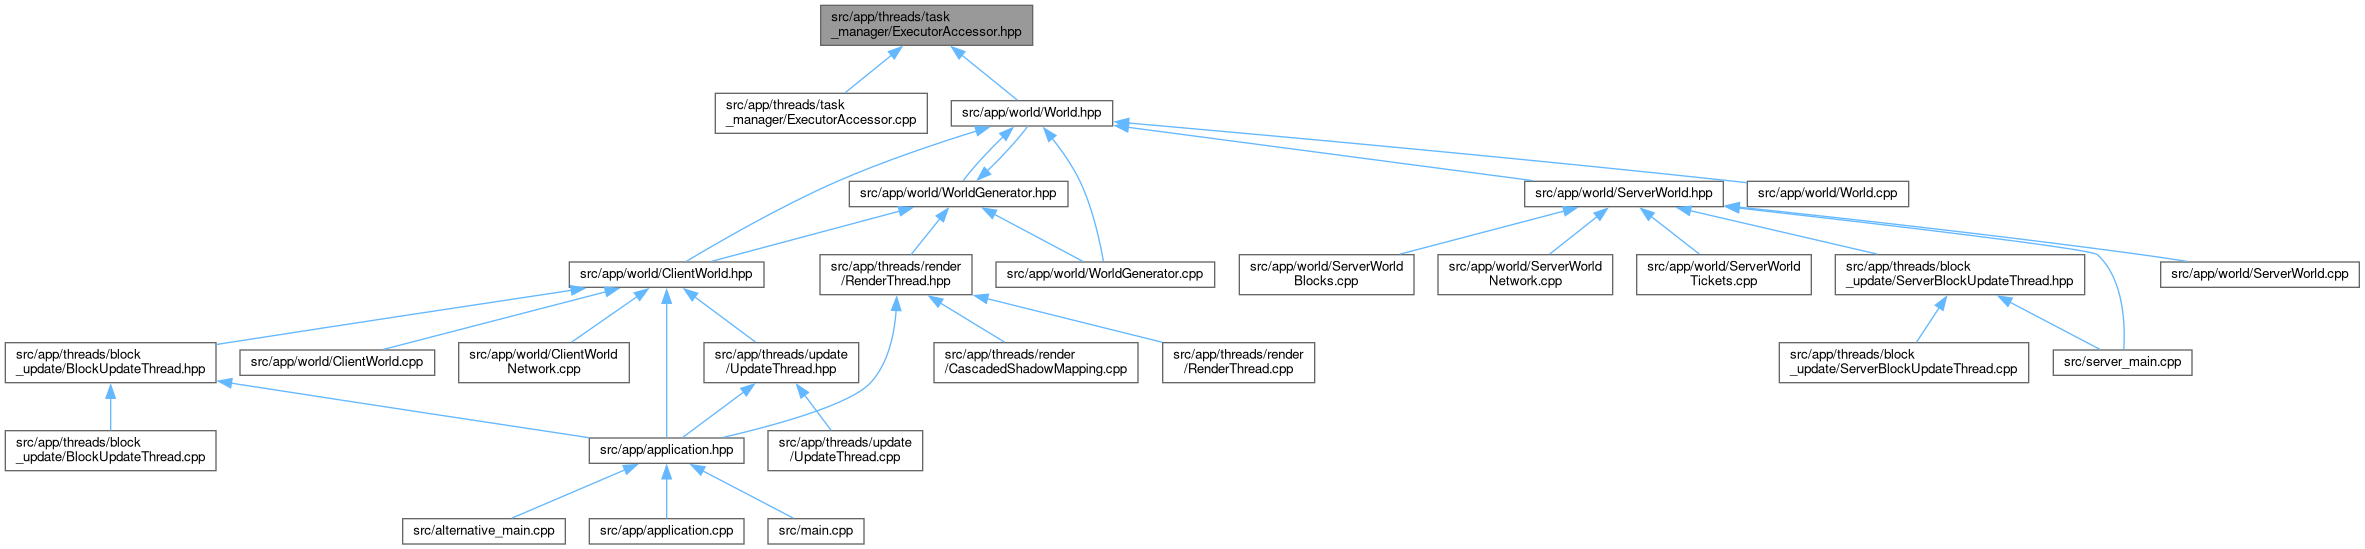 src/app/threads/task
_manager/ExecutorAccessor.hpp
src/app/threads/task
_manager/ExecutorAccessor.cpp
src/app/world/World.hpp
src/app/world/WorldGenerator.hpp
src/app/world/ServerWorld.hpp
src/app/world/World.cpp
src/app/world/ClientWorld.hpp
src/app/threads/render
/RenderThread.hpp
src/app/world/WorldGenerator.cpp
src/app/world/ServerWorld
Blocks.cpp
src/app/world/ServerWorld
Network.cpp
src/app/world/ServerWorld
Tickets.cpp
src/app/threads/block
_update/ServerBlockUpdateThread.hpp
src/app/world/ServerWorld.cpp
src/app/threads/block
_update/BlockUpdateThread.hpp
src/app/world/ClientWorld.cpp
src/app/world/ClientWorld
Network.cpp
src/app/threads/update
/UpdateThread.hpp
src/app/threads/render
/CascadedShadowMapping.cpp
src/app/threads/render
/RenderThread.cpp
src/app/threads/block
_update/ServerBlockUpdateThread.cpp
src/server_main.cpp
src/app/threads/block
_update/BlockUpdateThread.cpp
src/app/application.hpp
src/app/threads/update
/UpdateThread.cpp
src/alternative_main.cpp
src/app/application.cpp
src/main.cpp